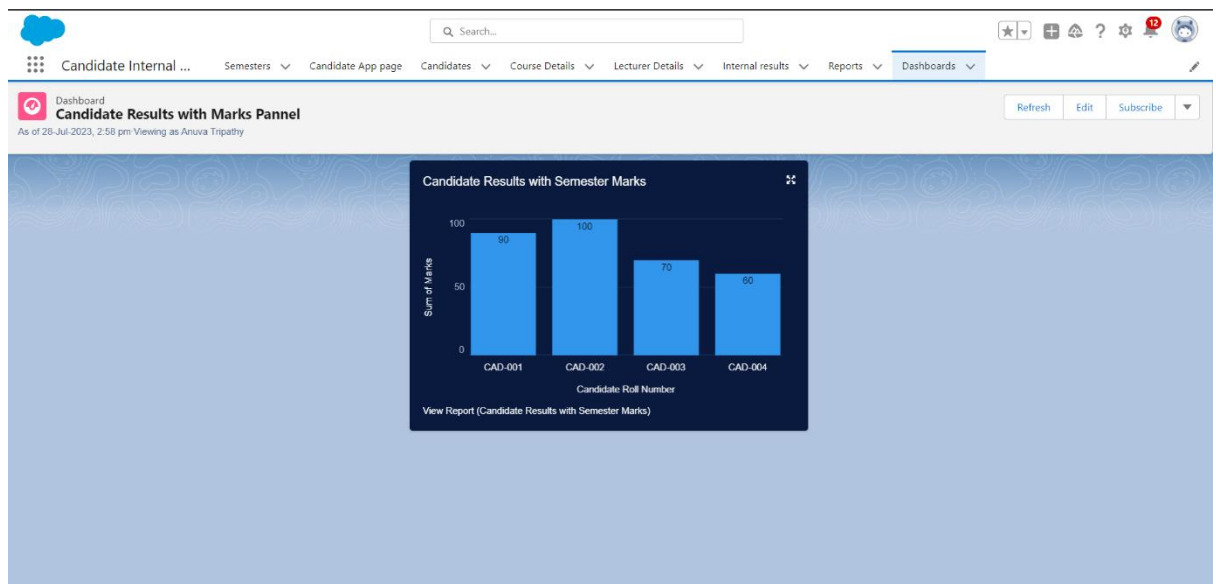 Search...
12
Candidate Internal ...
Semesters
Candidate App page
Candidates
Course Details
Lecturer Details
Internal results
Reports
Dashboards
Dashboard
Candidate Results with Marks Pannel
As of 28-Jul-2023, 2:58 pm Viewing as Anuva Tripathy
Refresh
Edit
Subscribe
Candidate Results with Semester Marks
Sum of Marks
100
50
0
90
100
70
60
CAD-001
CAD-002
CAD-003
CAD-004
Candidate Roll Number
View Report (Candidate Results with Semester Marks)